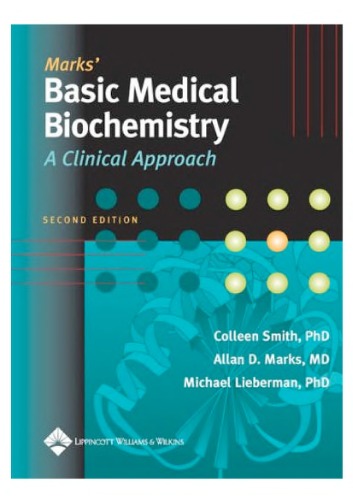 Marks'
Basic Medical
Biochemistry
A Clinical Approach
SECOND EDITION
Colleen Smith, PhD
Allan D. Marks, MD
Michael Lieberman, PhD
LIPPINCOTT WILLIAMS & WILKINS